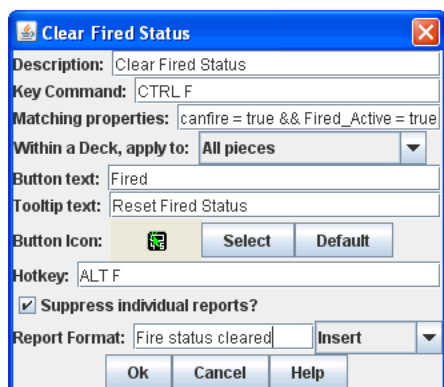 Clear Fired Status
Description: Clear Fired Status
Key Command: CTRL F
Matching properties: canfire = true && Fired_Active = true
Within a Deck, apply to: All pieces
Button text: Fired
Tooltip text: Reset Fired Status
Button Icon: Select Default
Hotkey: ALT F
Suppress individual reports?
Report Format: Fire status cleared Insert
Ok Cancel Help